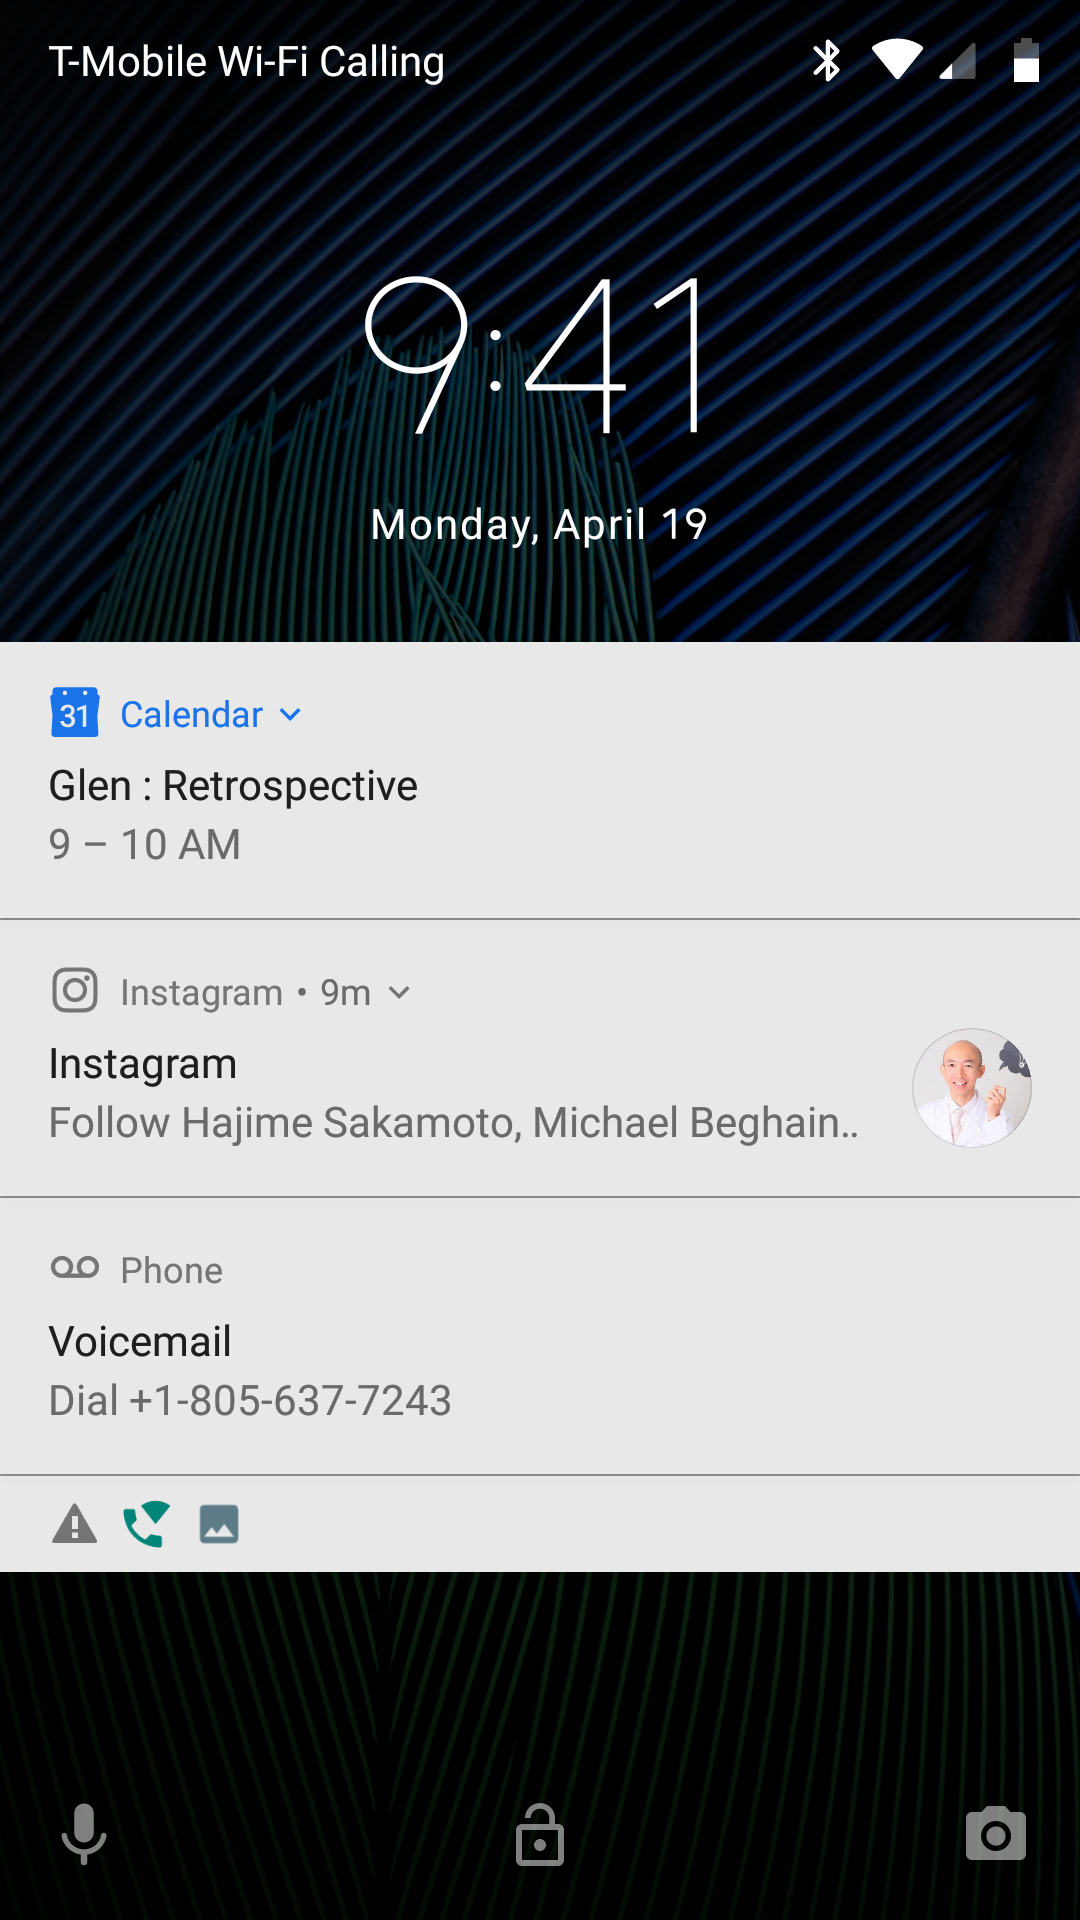 T-Mobile Wi-Fi Calling
9:41
Monday, April 19
31 Calendar
Glen : Retrospective
9 – 10 AM
Instagram • 9m
Instagram
Follow Hajime Sakamoto, Michael Beghain..
Phone
Voicemail
Dial +1-805-637-7243